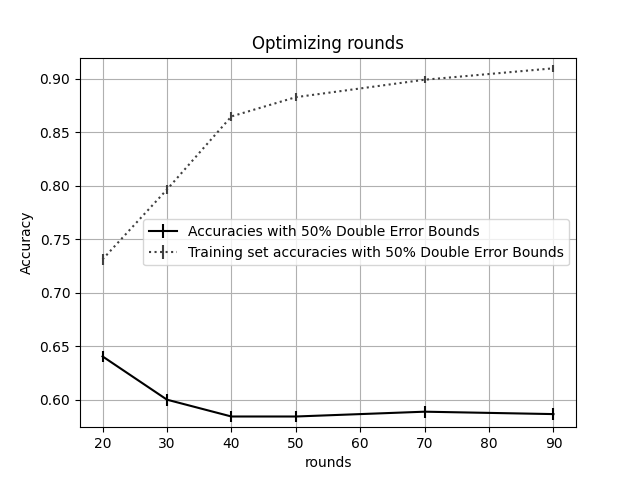 Optimizing rounds
Accuracy
0.90
0.85
0.80
0.75
0.70
0.65
0.60
Accuracies with 50% Double Error Bounds
Training set accuracies with 50% Double Error Bounds
20 30 40 50 60 70 80 90
rounds